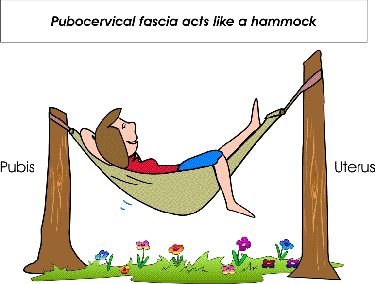 Pubocervical fascia acts like a hammock
Pubis
Uterus